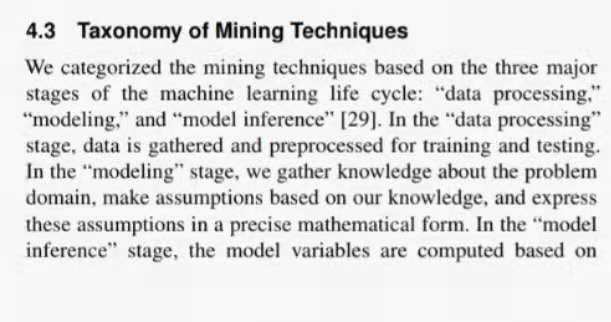 4.3 Taxonomy of Mining Techniques
We categorized the mining techniques based on the three major
stages of the machine learning life cycle: “data processing,”
“modeling,” and “model inference” [29]. In the “data processing”
stage, data is gathered and preprocessed for training and testing.
In the “modeling” stage, we gather knowledge about the problem
domain, make assumptions based on our knowledge, and express
these assumptions in a precise mathematical form. In the “model
inference” stage, the model variables are computed based on